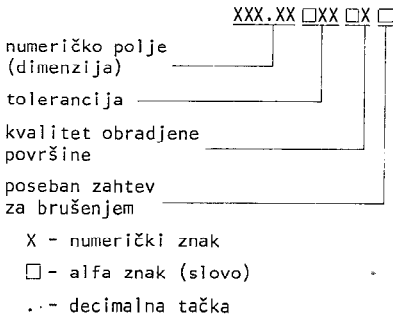 XXX.XX □XX □X □
numeričko polje
(dimenzija)
tolerancija
kvalitet obradjene
površine
poseban zahtev
za brušenjem
X - numerički znak
□ - alfa znak (slovo)
. - decimalna tačka